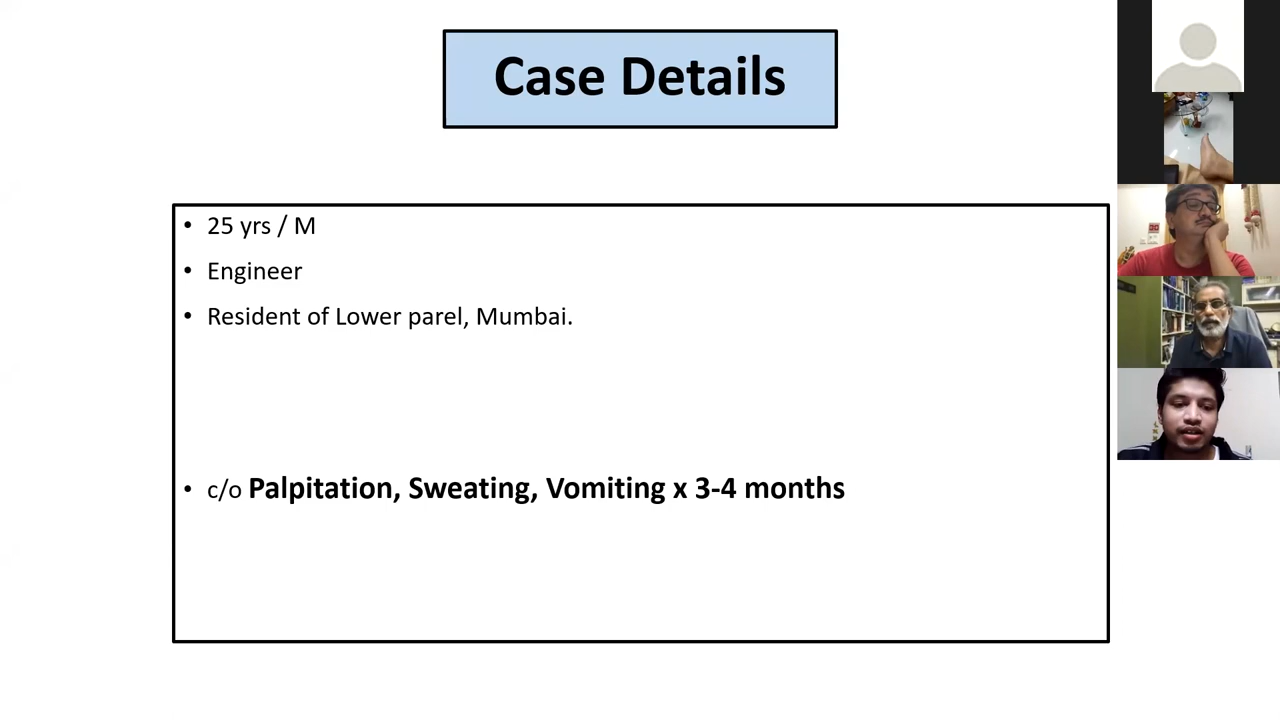 Case Details
• 25 yrs / M
• Engineer
• Resident of Lower parel, Mumbai.
• c/o Palpitation, Sweating, Vomiting x 3-4 months